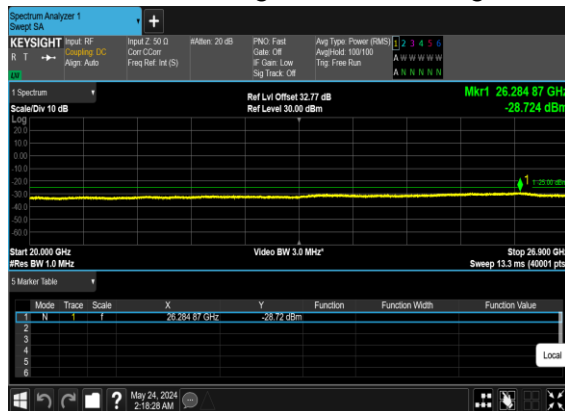 Spectrum Analyzer 1
Swept SA
+
KEYSIGHT Input: RF Input Z: 50 Ω #Atten: 20 dB PNO: Fast Avg Type: Power (RMS) 1 2 3 4 5 6
R T Coupling: DC Corr CCorr Gate: Off Avg|Hold: 100/100 A W W W W W
Align: Auto Freq Ref: Int (S) IF Gain: Low Trig: Free Run
LW Sig Track: Off A N N N N N
1 Spectrum
Ref Lvl Offset 32.77 dB Mkr1 26.284 87 GHz
Scale/Div 10 dB Ref Level 30.00 dBm -28.724 dBm
Log
20.0
10.0
0.00
-10.0
-20.0
1
-25.00 dBm
-30.0
-40.0
-50.0
-60.0
Start 20.000 GHz Video BW 3.0 MHz* Stop 26.900 GHz
#Res BW 1.0 MHz Sweep 13.3 ms (40001 pts
5 Marker Table
Mode Trace Scale X Y Function Function Width Function Value
1 N 1 f 26.284 87 GHz -28.72 dBm
2
3
4
5
6
Local
? May 24, 2024
2:18:28 AM